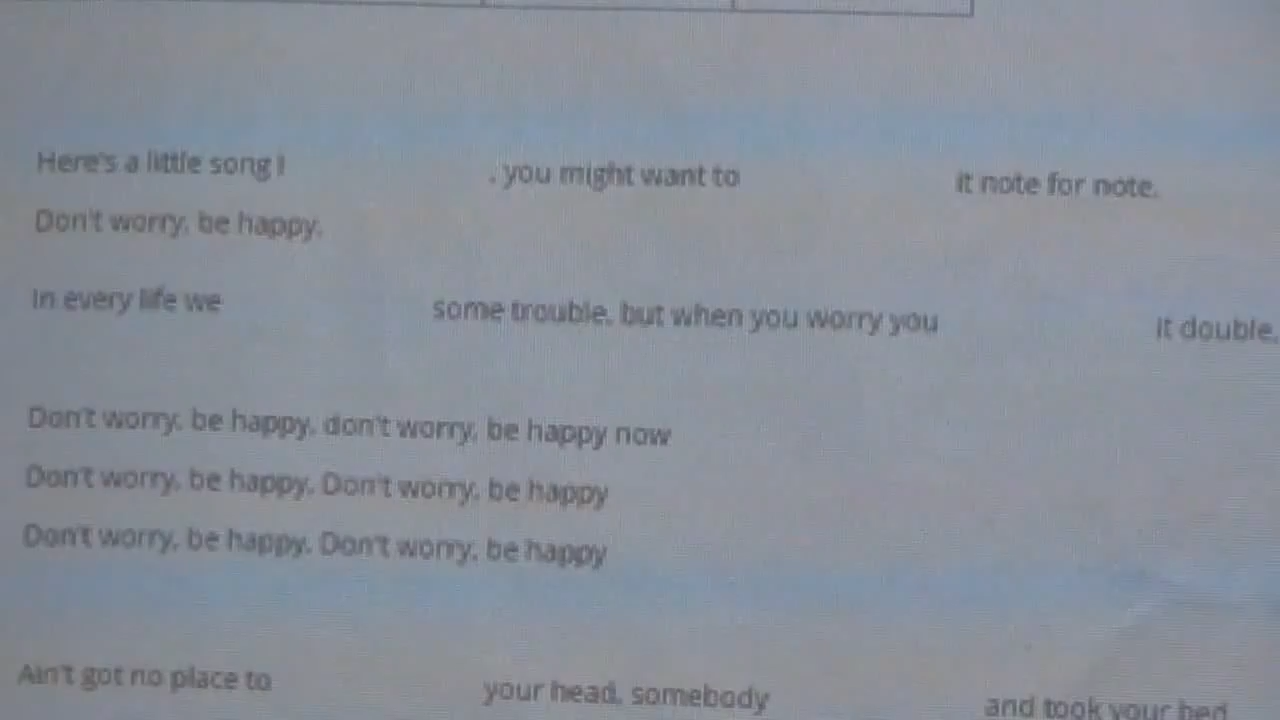 Here's a little song I . you might want to it note for note.
Don't worry, be happy.
In every life we some trouble, but when you worry you it double.
Don't worry, be happy, don't worry, be happy now
Don't worry, be happy. Don't worry, be happy
Don't worry, be happy. Don't worry, be happy
Ain't got no place to your head, somebody and took your bed